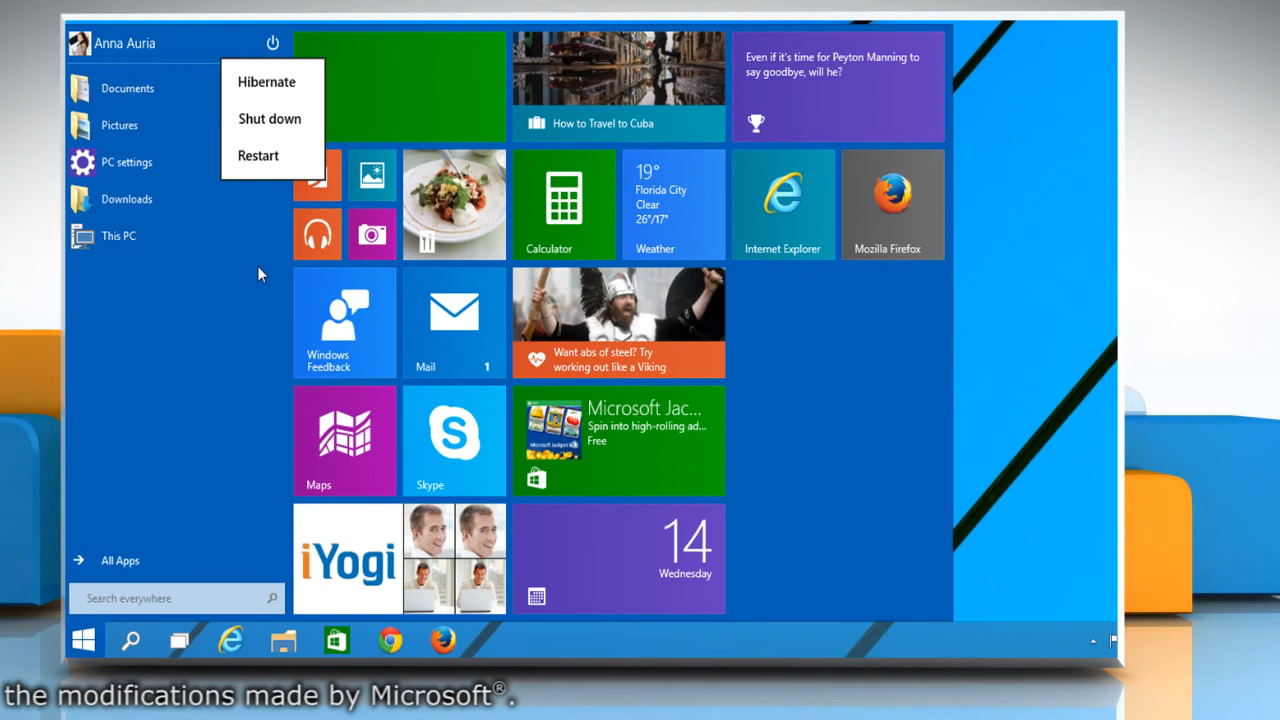 Anna Auria
Hibernate
Shut down
Restart
Documents
Pictures
PC settings
Downloads
This PC
All Apps
Search everywhere
How to Travel to Cuba
Even if it's time for Peyton Manning to
say goodbye, will he?
Calculator
19°
Florida City
Clear
26°/17°
Weather
Internet Explorer
Mozilla Firefox
Windows
Feedback
Mail 1
Want abs of steel? Try
working out like a Viking
Maps
Skype
Microsoft Jac...
Spin into high-rolling ad...
Free
Microsoft Jackpot
iYogi
14
Wednesday
the modifications made by Microsoft®.